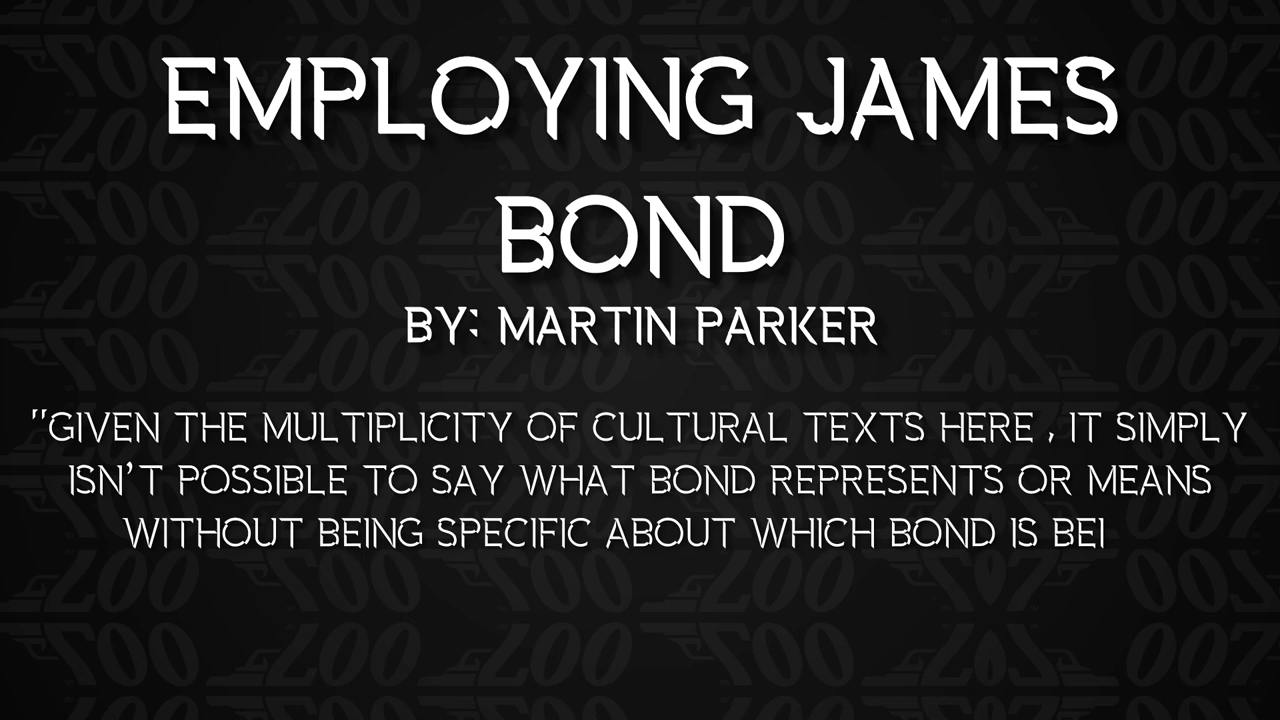 EMPLOYING JAMES
BOND
BY: MARTIN PARKER
"GIVEN THE MULTIPLICITY OF CULTURAL TEXTS HERE , IT SIMPLY
ISN'T POSSIBLE TO SAY WHAT BOND REPRESENTS OR MEANS
WITHOUT BEING SPECIFIC ABOUT WHICH BOND IS BEI